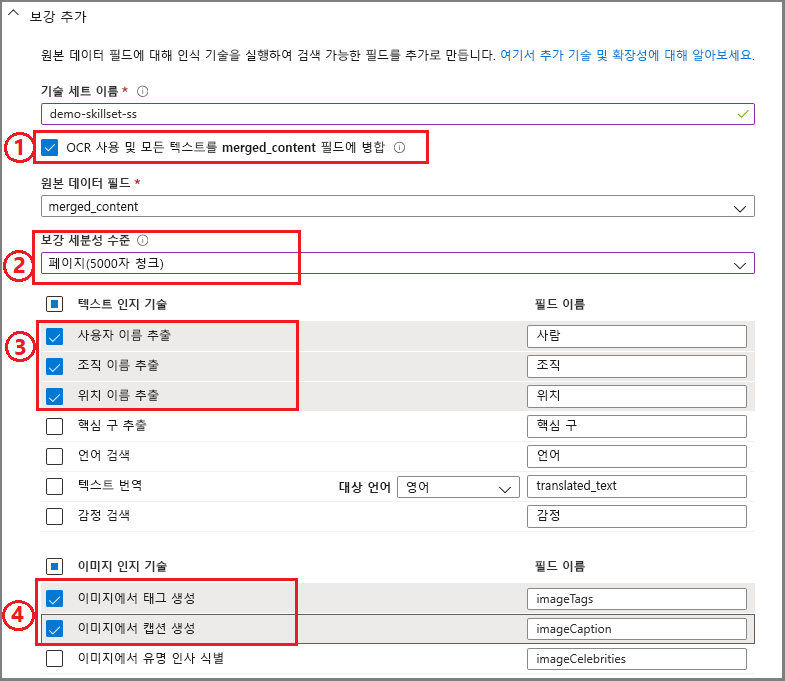 보강 추가
원본 데이터 필드에 대해 인식 기술을 실행하여 검색 가능한 필드를 추가로 만듭니다. 여기서 추가 기술 및 확장성에 대해 알아보세요.
기술 세트 이름 *
demo-skillset-ss
1 OCR 사용 및 모든 텍스트를 merged_content 필드에 병합
원본 데이터 필드 *
merged_content
보강 세분성 수준
2 페이지(5000자 청크)
텍스트 인지 기술 필드 이름
3 사용자 이름 추출 사람
조직 이름 추출 조직
위치 이름 추출 위치
핵심 구 추출 핵심 구
언어 검색 언어
텍스트 번역 대상 언어 영어 translated_text
감정 검색 감정
이미지 인지 기술 필드 이름
4 이미지에서 태그 생성 imageTags
이미지에서 캡션 생성 imageCaption
이미지에서 유명 인사 식별 imageCelebrities